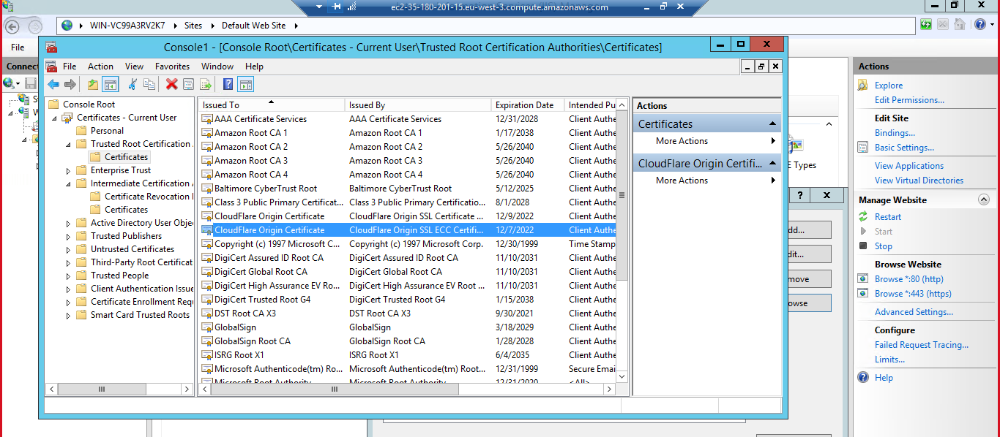 ec2-35-180-201-15.eu-west-3.compute.amazonaws.com
WIN-VC99A3RV2K7 Sites Default Web Site
File
Connect
Console1 - [Console Root\Certificates - Current User\Trusted Root Certification Authorities\Certificates]
File Action View Favorites Window Help
Console Root
Certificates - Current User
Personal
Trusted Root Certification
Certificates
Enterprise Trust
Intermediate Certification
Certificate Revocation
Certificates
Active Directory User Obje
Trusted Publishers
Untrusted Certificates
Third-Party Root Certificat
Trusted People
Client Authentication Issue
Certificate Enrollment Requ
Smart Card Trusted Roots
Issued To Issued By Expiration Date Intended Pu
AAA Certificate Services AAA Certificate Services 12/31/2028 Client Authe
Amazon Root CA 1 Amazon Root CA 1 1/17/2038 Client Authe
Amazon Root CA 2 Amazon Root CA 2 5/26/2040 Client Authe
Amazon Root CA 3 Amazon Root CA 3 5/26/2040 Client Authe
Amazon Root CA 4 Amazon Root CA 4 5/26/2040 Client Authe
Baltimore CyberTrust Root Baltimore CyberTrust Root 5/12/2025 Client Authe
Class 3 Public Primary Certificat... Class 3 Public Primary Certificatio... 8/1/2028 Client Authe
CloudFlare Origin Certificate CloudFlare Origin SSL Certificate ... 12/9/2022 Client Authe
CloudFlare Origin Certificate CloudFlare Origin SSL ECC Certifi... 12/7/2022 Client Authe
Copyright (c) 1997 Microsoft C... Copyright (c) 1997 Microsoft Corp. 12/30/1999 Time Stamp
DigiCert Assured ID Root CA DigiCert Assured ID Root CA 11/10/2031 Client Authe
DigiCert Global Root CA DigiCert Global Root CA 11/10/2031 Client Authe
DigiCert High Assurance EV Ro... DigiCert High Assurance EV Root ... 11/10/2031 Client Authe
DigiCert Trusted Root G4 DigiCert Trusted Root G4 1/15/2038 Client Authe
DST Root CA X3 DST Root CA X3 9/30/2021 Client Authe
GlobalSign GlobalSign 3/18/2029 Client Authe
GlobalSign Root CA GlobalSign Root CA 1/28/2028 Client Authe
ISRG Root X1 ISRG Root X1 6/4/2035 Client Authe
Microsoft Authenticode(tm) Ro... Microsoft Authenticode(tm) Root... 12/31/1999 Secure Emai
Microsoft Root Authority Microsoft Root Authority 12/31/2020 <All>
Actions
Certificates
More Actions
CloudFlare Origin Certifi...
More Actions
E Types
?
dd...
dit...
move
owse
Actions
Explore
Edit Permissions...
Edit Site
Bindings...
Basic Settings...
View Applications
View Virtual Directories
Manage Website
Restart
Start
Stop
Browse Website
Browse *:80 (http)
Browse *:443 (https)
Advanced Settings...
Configure
Failed Request Tracing...
Limits...
Help